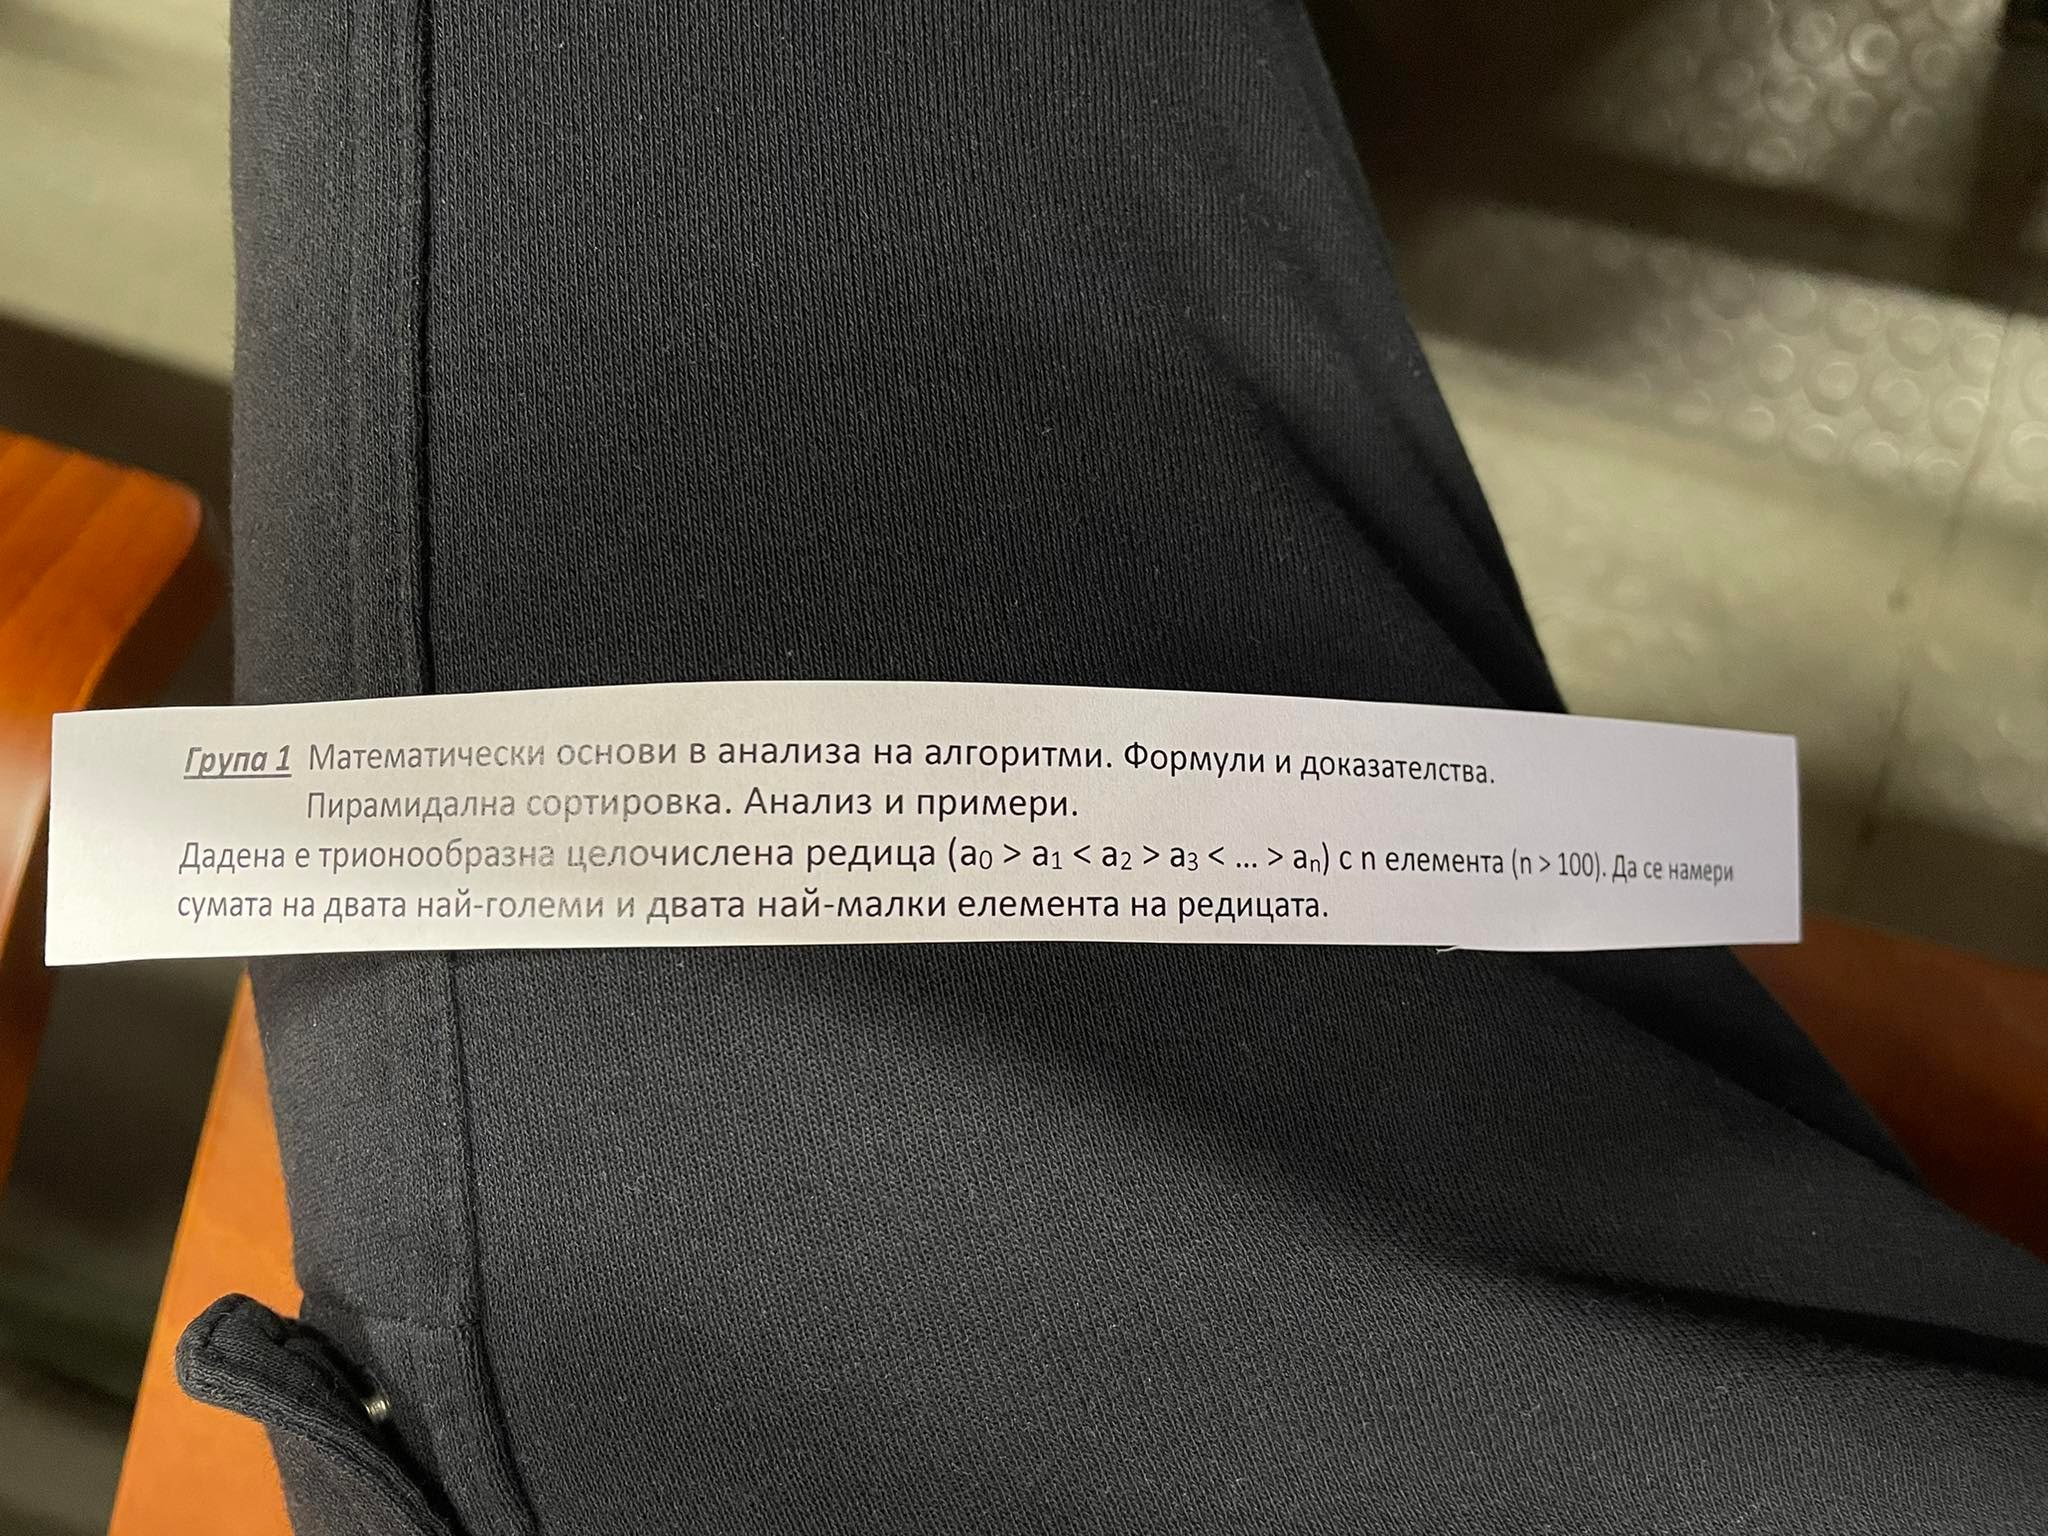 Група 1 Математически основи в анализа на алгоритми. Формули и доказателства.
Пирамидална сортировка. Анализ и примери.
Дадена е трионообразна целочислена редица (a₀ > a₁ < a₂ > a₃ < ... > aₙ) с n елемента (n > 100). Да се намери
сумата на двата най-големи и двата най-малки елемента на редицата.